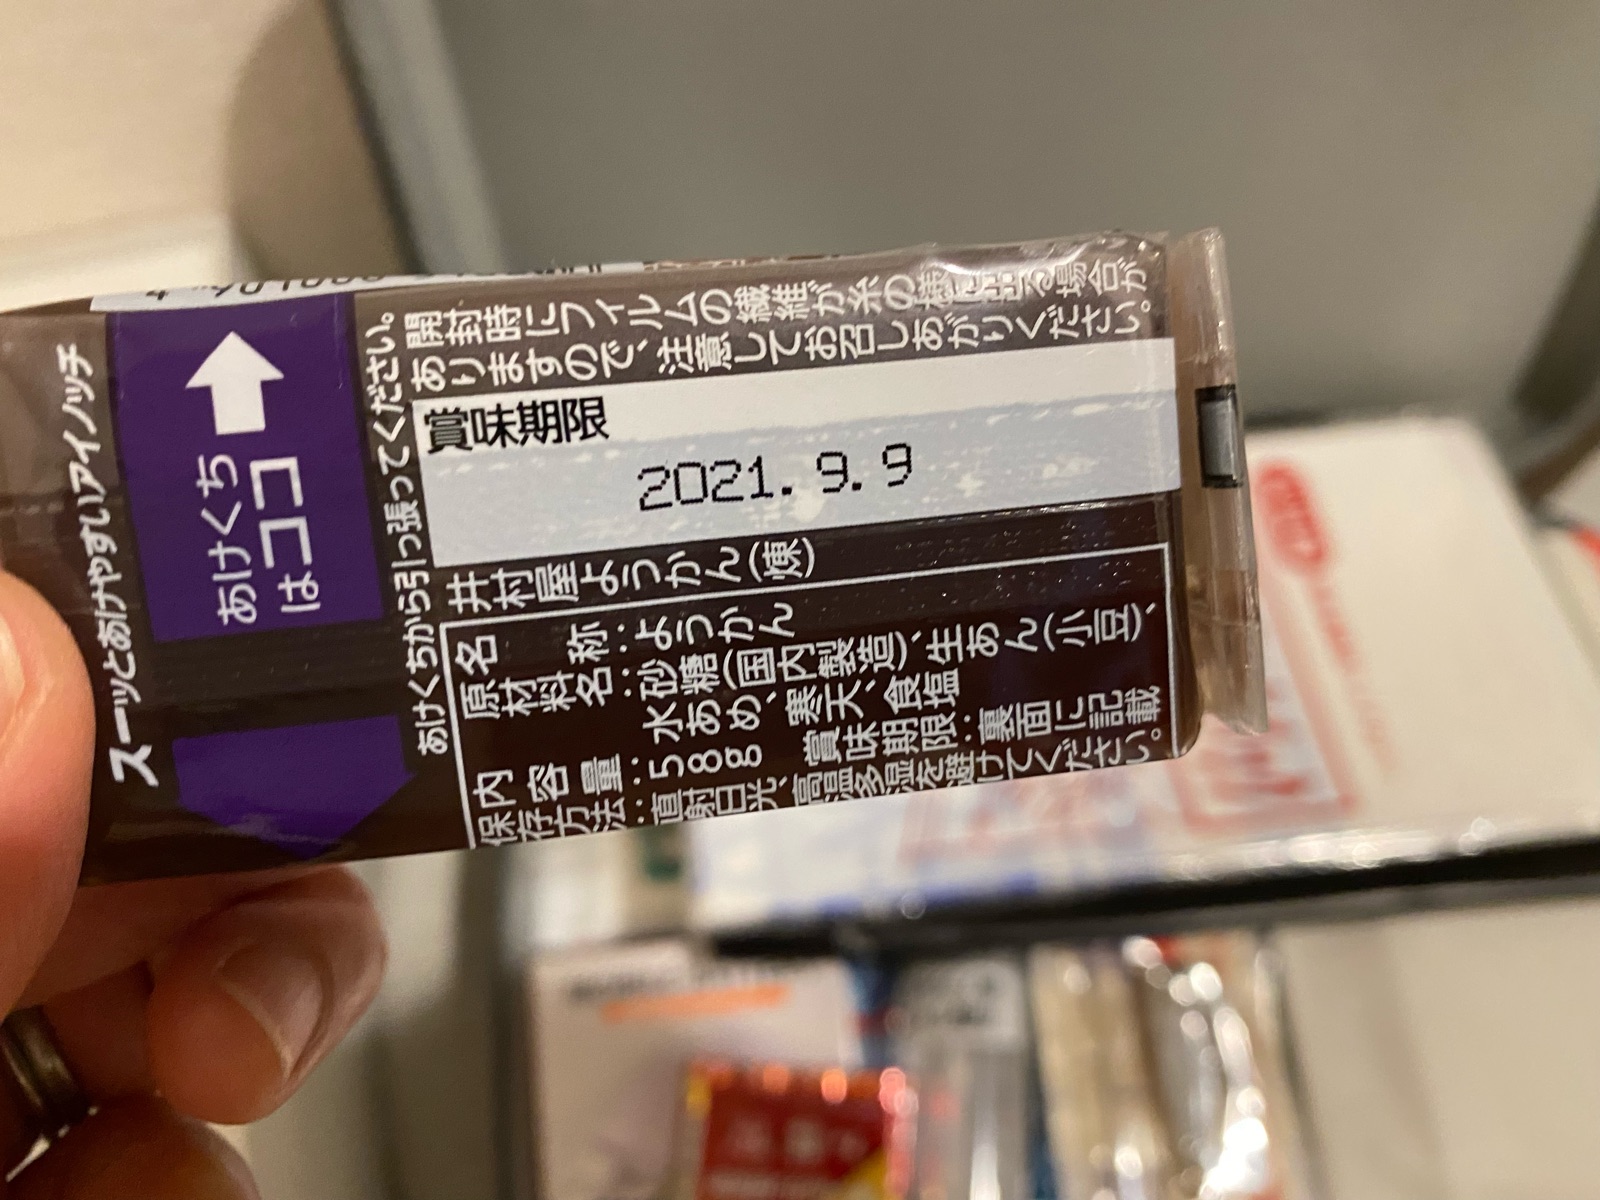 スーッとあけやすいアイノッチ
あけくち
はココ
あけくちから引っ張ってください。
開封時にフィルムの繊維が糸の様に出る場合が
ありますので、注意してお召しあがりください。
賞味期限
2021. 9. 9
井村屋ようかん(煉)
名 称:ようかん
原材料名:砂糖(国内製造)、生あん(小豆)、
水あめ、寒天、食塩
内 容 量:58g 賞味期限:裏面に記載
保存方法:直射日光、高温多湿を避けてください。